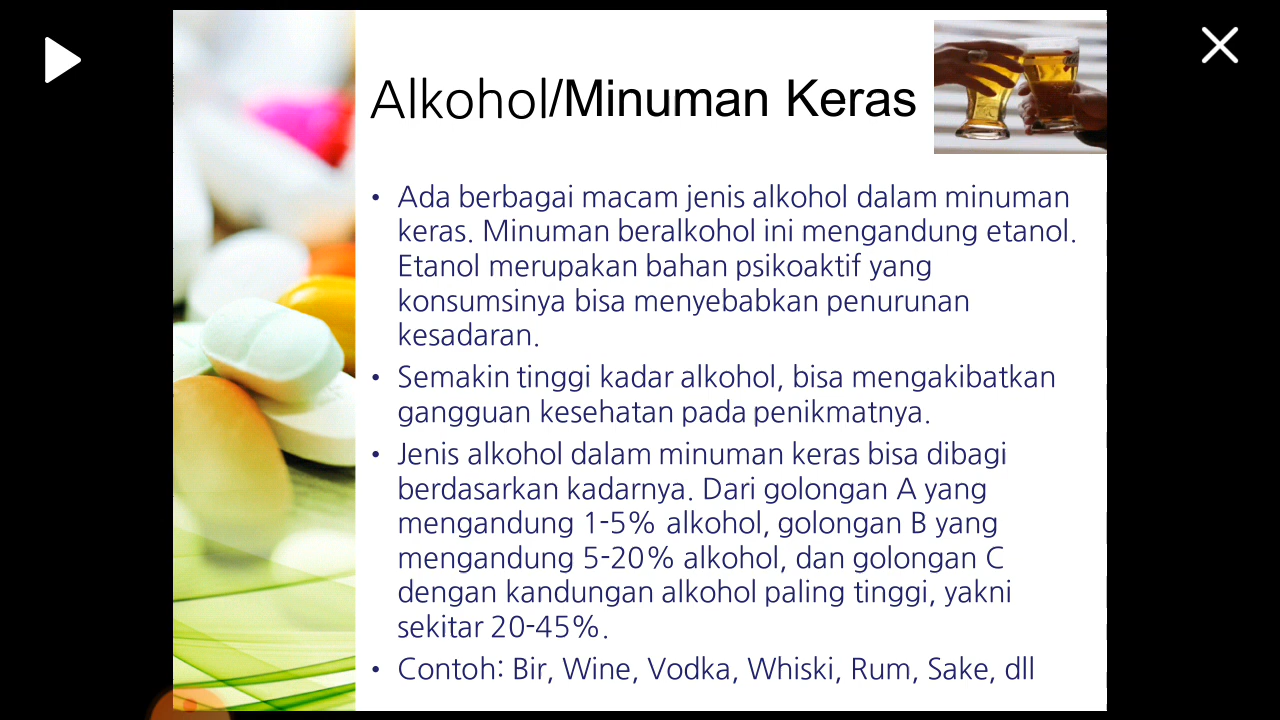 Alkohol/Minuman Keras
• Ada berbagai macam jenis alkohol dalam minuman
keras. Minuman beralkohol ini mengandung etanol.
Etanol merupakan bahan psikoaktif yang
konsumsinya bisa menyebabkan penurunan
kesadaran.
• Semakin tinggi kadar alkohol, bisa mengakibatkan
gangguan kesehatan pada penikmatnya.
• Jenis alkohol dalam minuman keras bisa dibagi
berdasarkan kadarnya. Dari golongan A yang
mengandung 1-5% alkohol, golongan B yang
mengandung 5-20% alkohol, dan golongan C
dengan kandungan alkohol paling tinggi, yakni
sekitar 20-45%.
• Contoh: Bir, Wine, Vodka, Whiski, Rum, Sake, dll